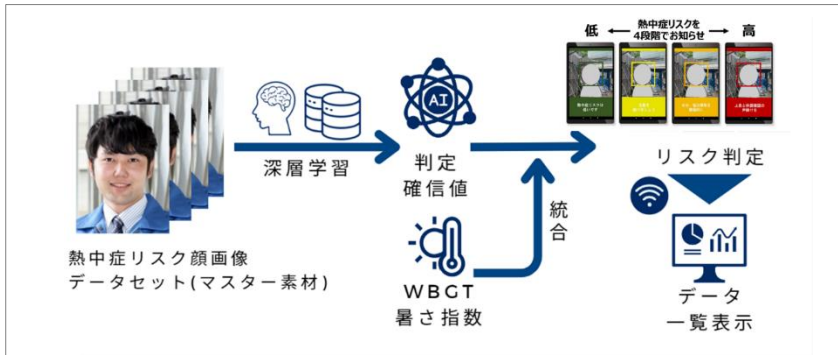 低
熱中症リスクを
4段階でお知らせ
高
深層学習
AI
判定
確信値
リスク判定
統合
熱中症リスク顔画像
データセット(マスター素材)
WBGT
暑さ指数
データ
一覧表示